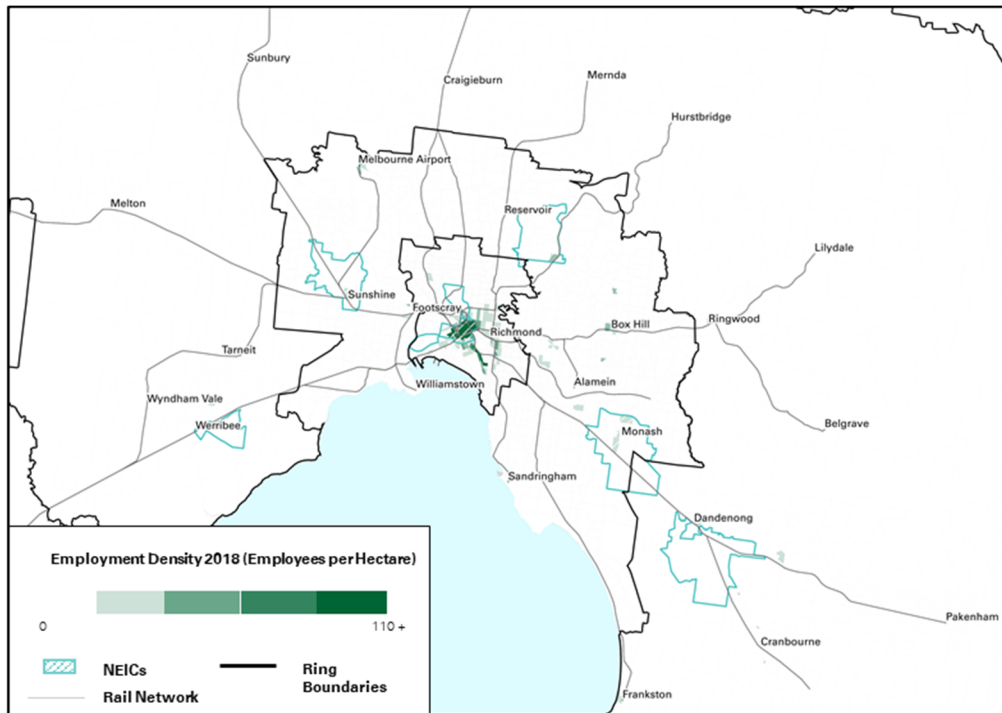 Sunbury
Craigieburn
Mernda
Hurstbridge
Melbourne Airport
Melton
Reservoir
Lilydale
Sunshine
Footscray
Richmond
Box Hill
Ringwood
Tarneit
Williamstown
Alamein
Wyndham Vale
Werribee
Belgrave
Monash
Sandringham
Dandenong
Pakenham
Cranbourne
Frankston
Employment Density 2018 (Employees per Hectare)
0 110 +
NEICs
Rail Network
Ring
Boundaries